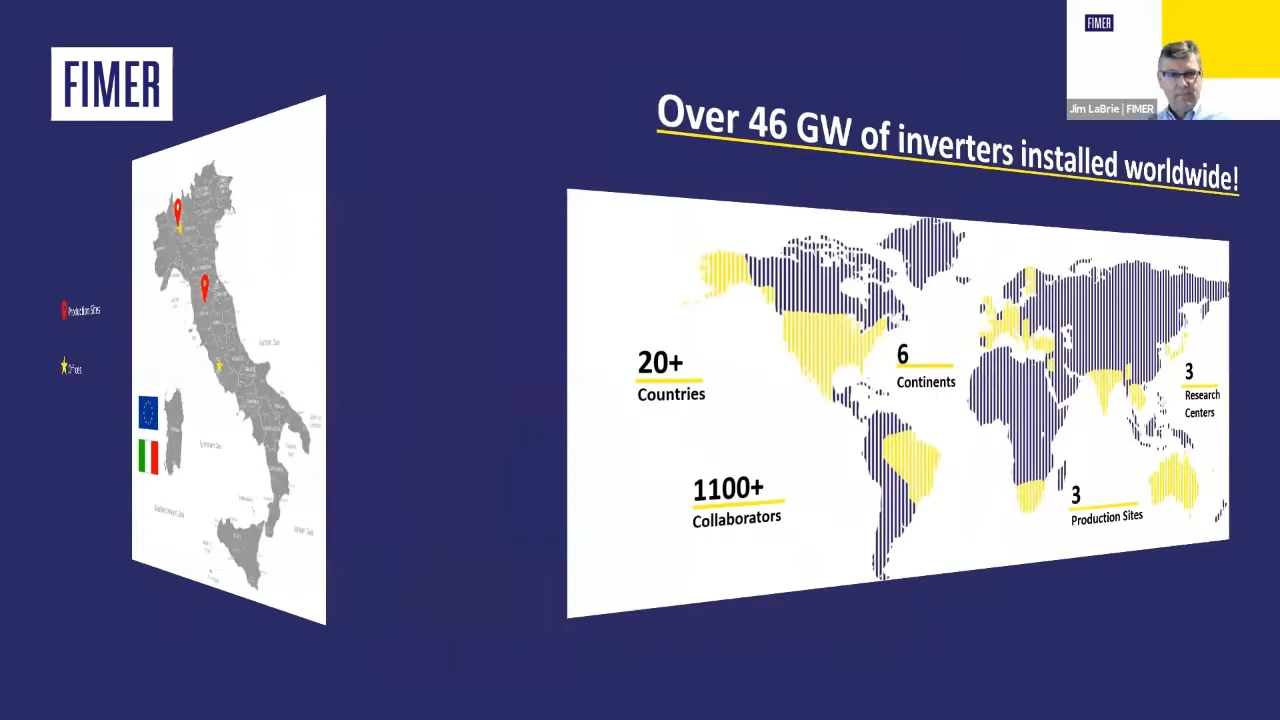 FIMER
FIMER
Jim LaBrie | FIMER
Over 46 GW of inverters installed worldwide!
Production Sites
Offices
20+
Countries
6
Continents
3
Research
Centers
1100+
Collaborators
3
Production Sites